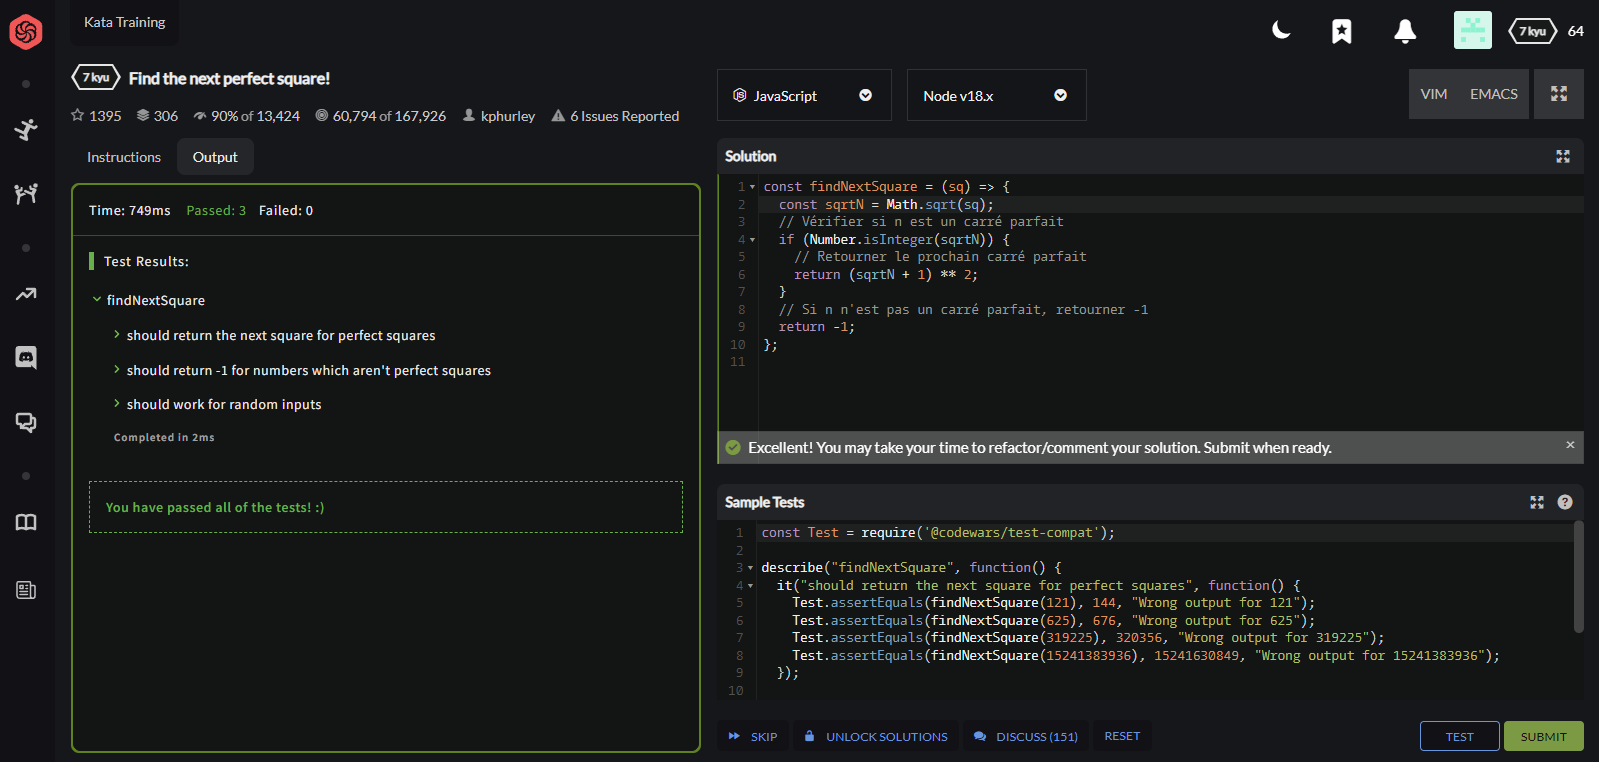 Kata Training
7 kyu 64
7 kyu Find the next perfect square!
1395 306 90% of 13,424 60,794 of 167,926 kphurley 6 Issues Reported
Instructions Output
Time: 749ms Passed: 3 Failed: 0
Test Results:
findNextSquare
should return the next square for perfect squares
should return -1 for numbers which aren't perfect squares
should work for random inputs
Completed in 2ms
You have passed all of the tests! :)
JavaScript Node v18.x VIM EMACS
Solution
1 const findNextSquare = (sq) => {
2 const sqrtN = Math.sqrt(sq);
3 // Vérifier si n est un carré parfait
4 if (Number.isInteger(sqrtN)) {
5 // Retourner le prochain carré parfait
6 return (sqrtN + 1) ** 2;
7 }
8 // Si n n'est pas un carré parfait, retourner -1
9 return -1;
10 };
11
Excellent! You may take your time to refactor/comment your solution. Submit when ready. ×
Sample Tests ?
1 const Test = require('@codewars/test-compat');
2
3 describe("findNextSquare", function() {
4 it("should return the next square for perfect squares", function() {
5 Test.assertEquals(findNextSquare(121), 144, "Wrong output for 121");
6 Test.assertEquals(findNextSquare(625), 676, "Wrong output for 625");
7 Test.assertEquals(findNextSquare(319225), 320356, "Wrong output for 319225");
8 Test.assertEquals(findNextSquare(15241383936), 15241630849, "Wrong output for 15241383936");
9 });
10
SKIP UNLOCK SOLUTIONS DISCUSS (151) RESET TEST SUBMIT